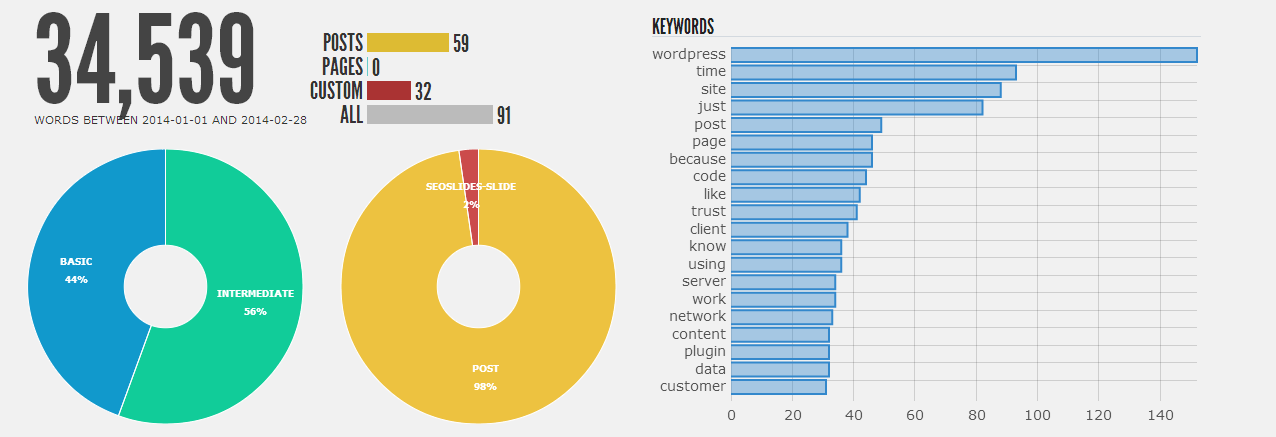 34,539
WORDS BETWEEN 2014-01-01 AND 2014-02-28
POSTS 59
PAGES 0
CUSTOM 32
ALL 91
BASIC
44%
INTERMEDIATE
56%
SEOSLIDES-SLIDE
2%
POST
98%
KEYWORDS
wordpress
time
site
just
post
page
because
code
like
trust
client
know
using
server
work
network
content
plugin
data
customer
0 20 40 60 80 100 120 140